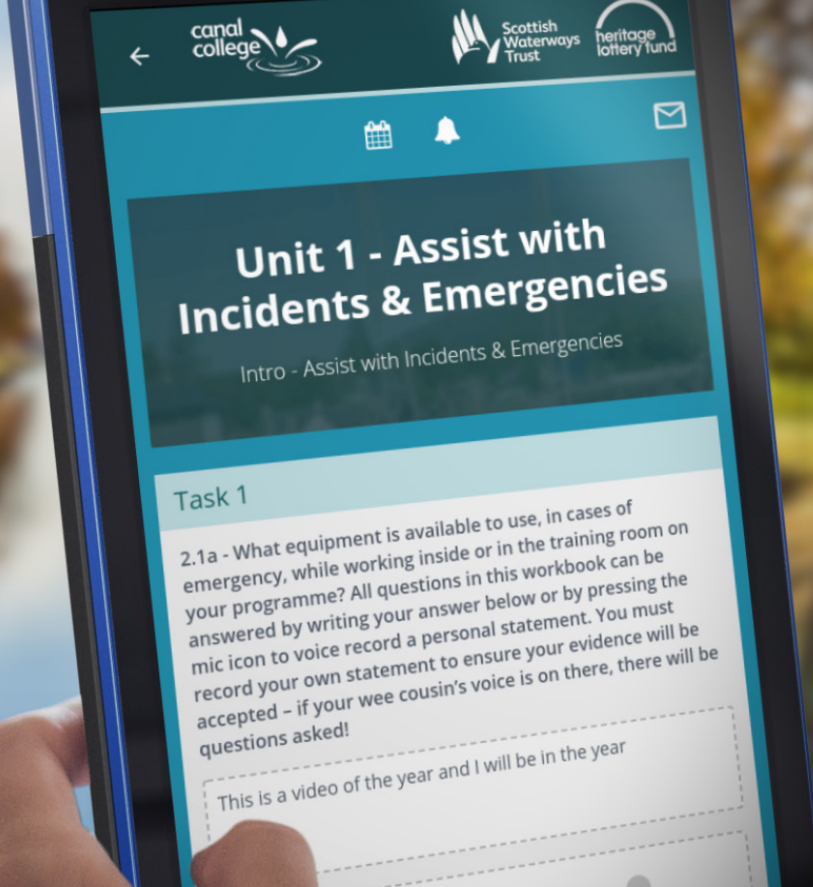 canal
college
Scottish
Waterways
Trust
heritage
lottery fund
Unit 1 - Assist with
Incidents & Emergencies
Intro - Assist with Incidents & Emergencies
Task 1
2.1a - What equipment is available to use, in cases of
emergency, while working inside or in the training room on
your programme? All questions in this workbook can be
answered by writing your answer below or by pressing the
mic icon to voice record a personal statement. You must
record your own statement to ensure your evidence will be
accepted – if your wee cousin's voice is on there, there will be
questions asked!
This is a video of the year and I will be in the year